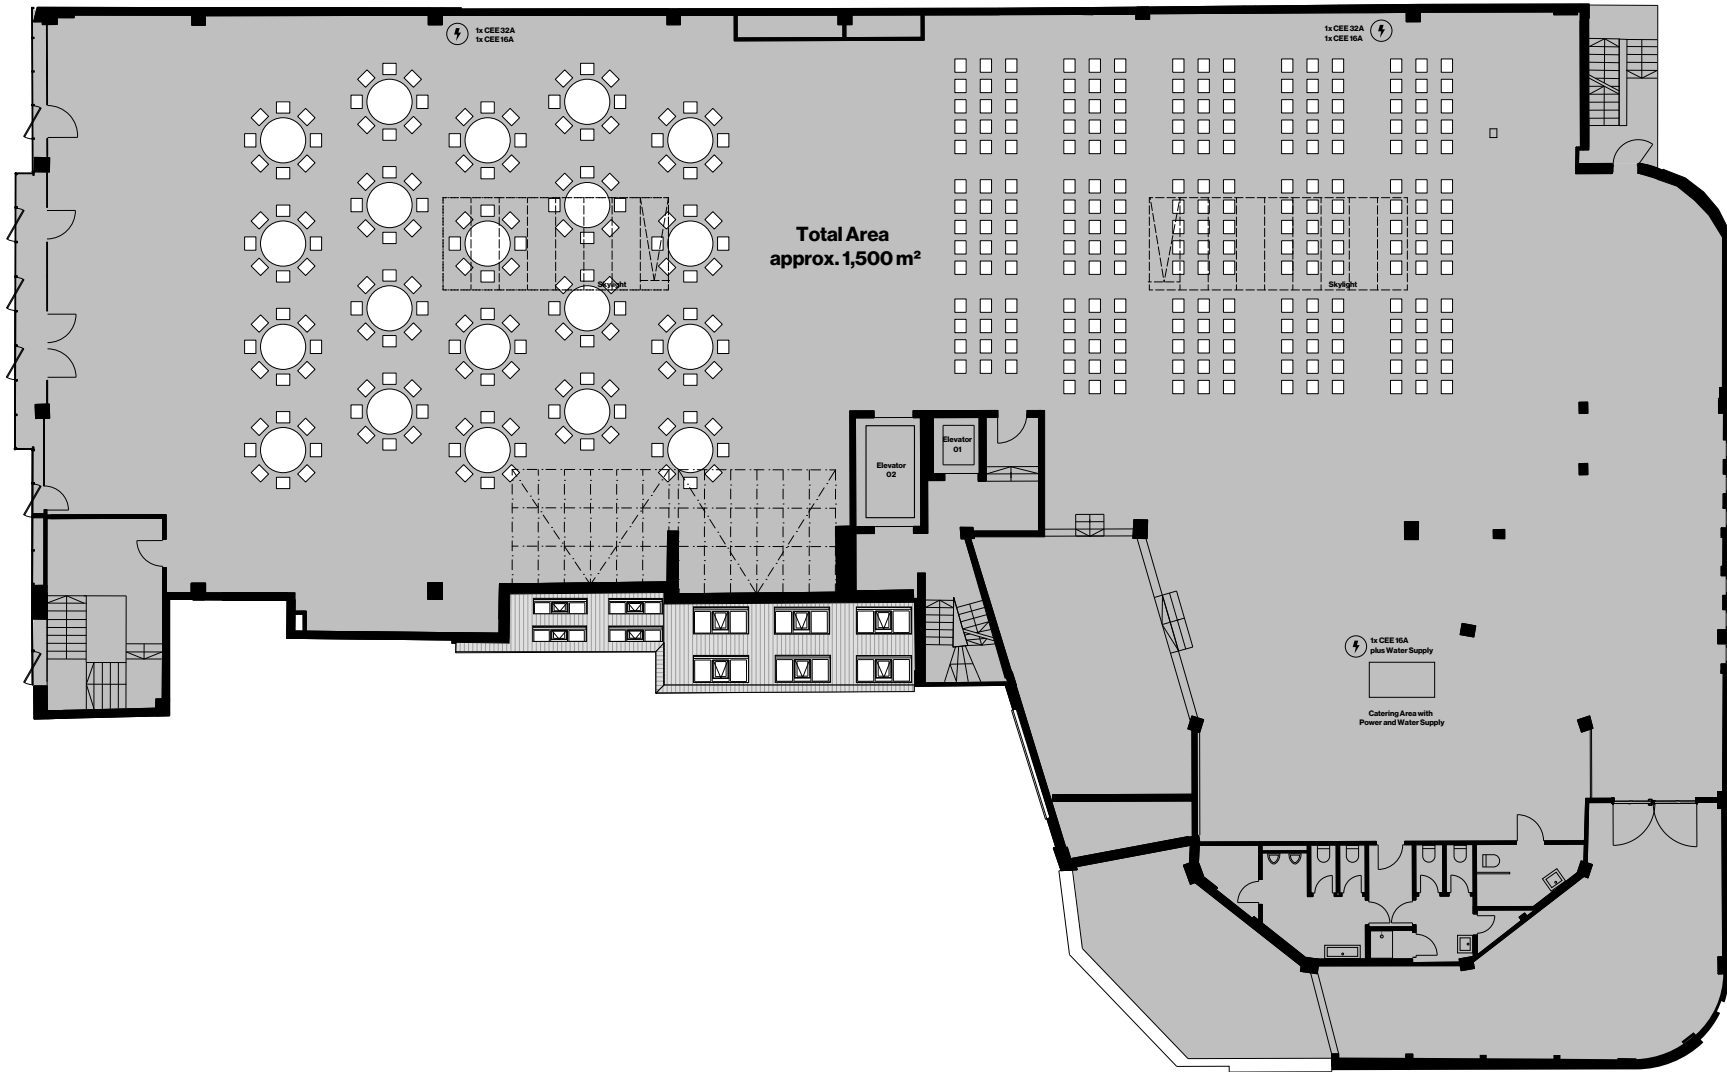 1x CEE 32A
1x CEE 16A
1x CEE 32A
1x CEE 16A
Total Area
approx. 1,500 m²
Skylight
Skylight
Elevator
01
Elevator
02
1x CEE 16A
plus Water Supply
Catering Area with
Power and Water Supply